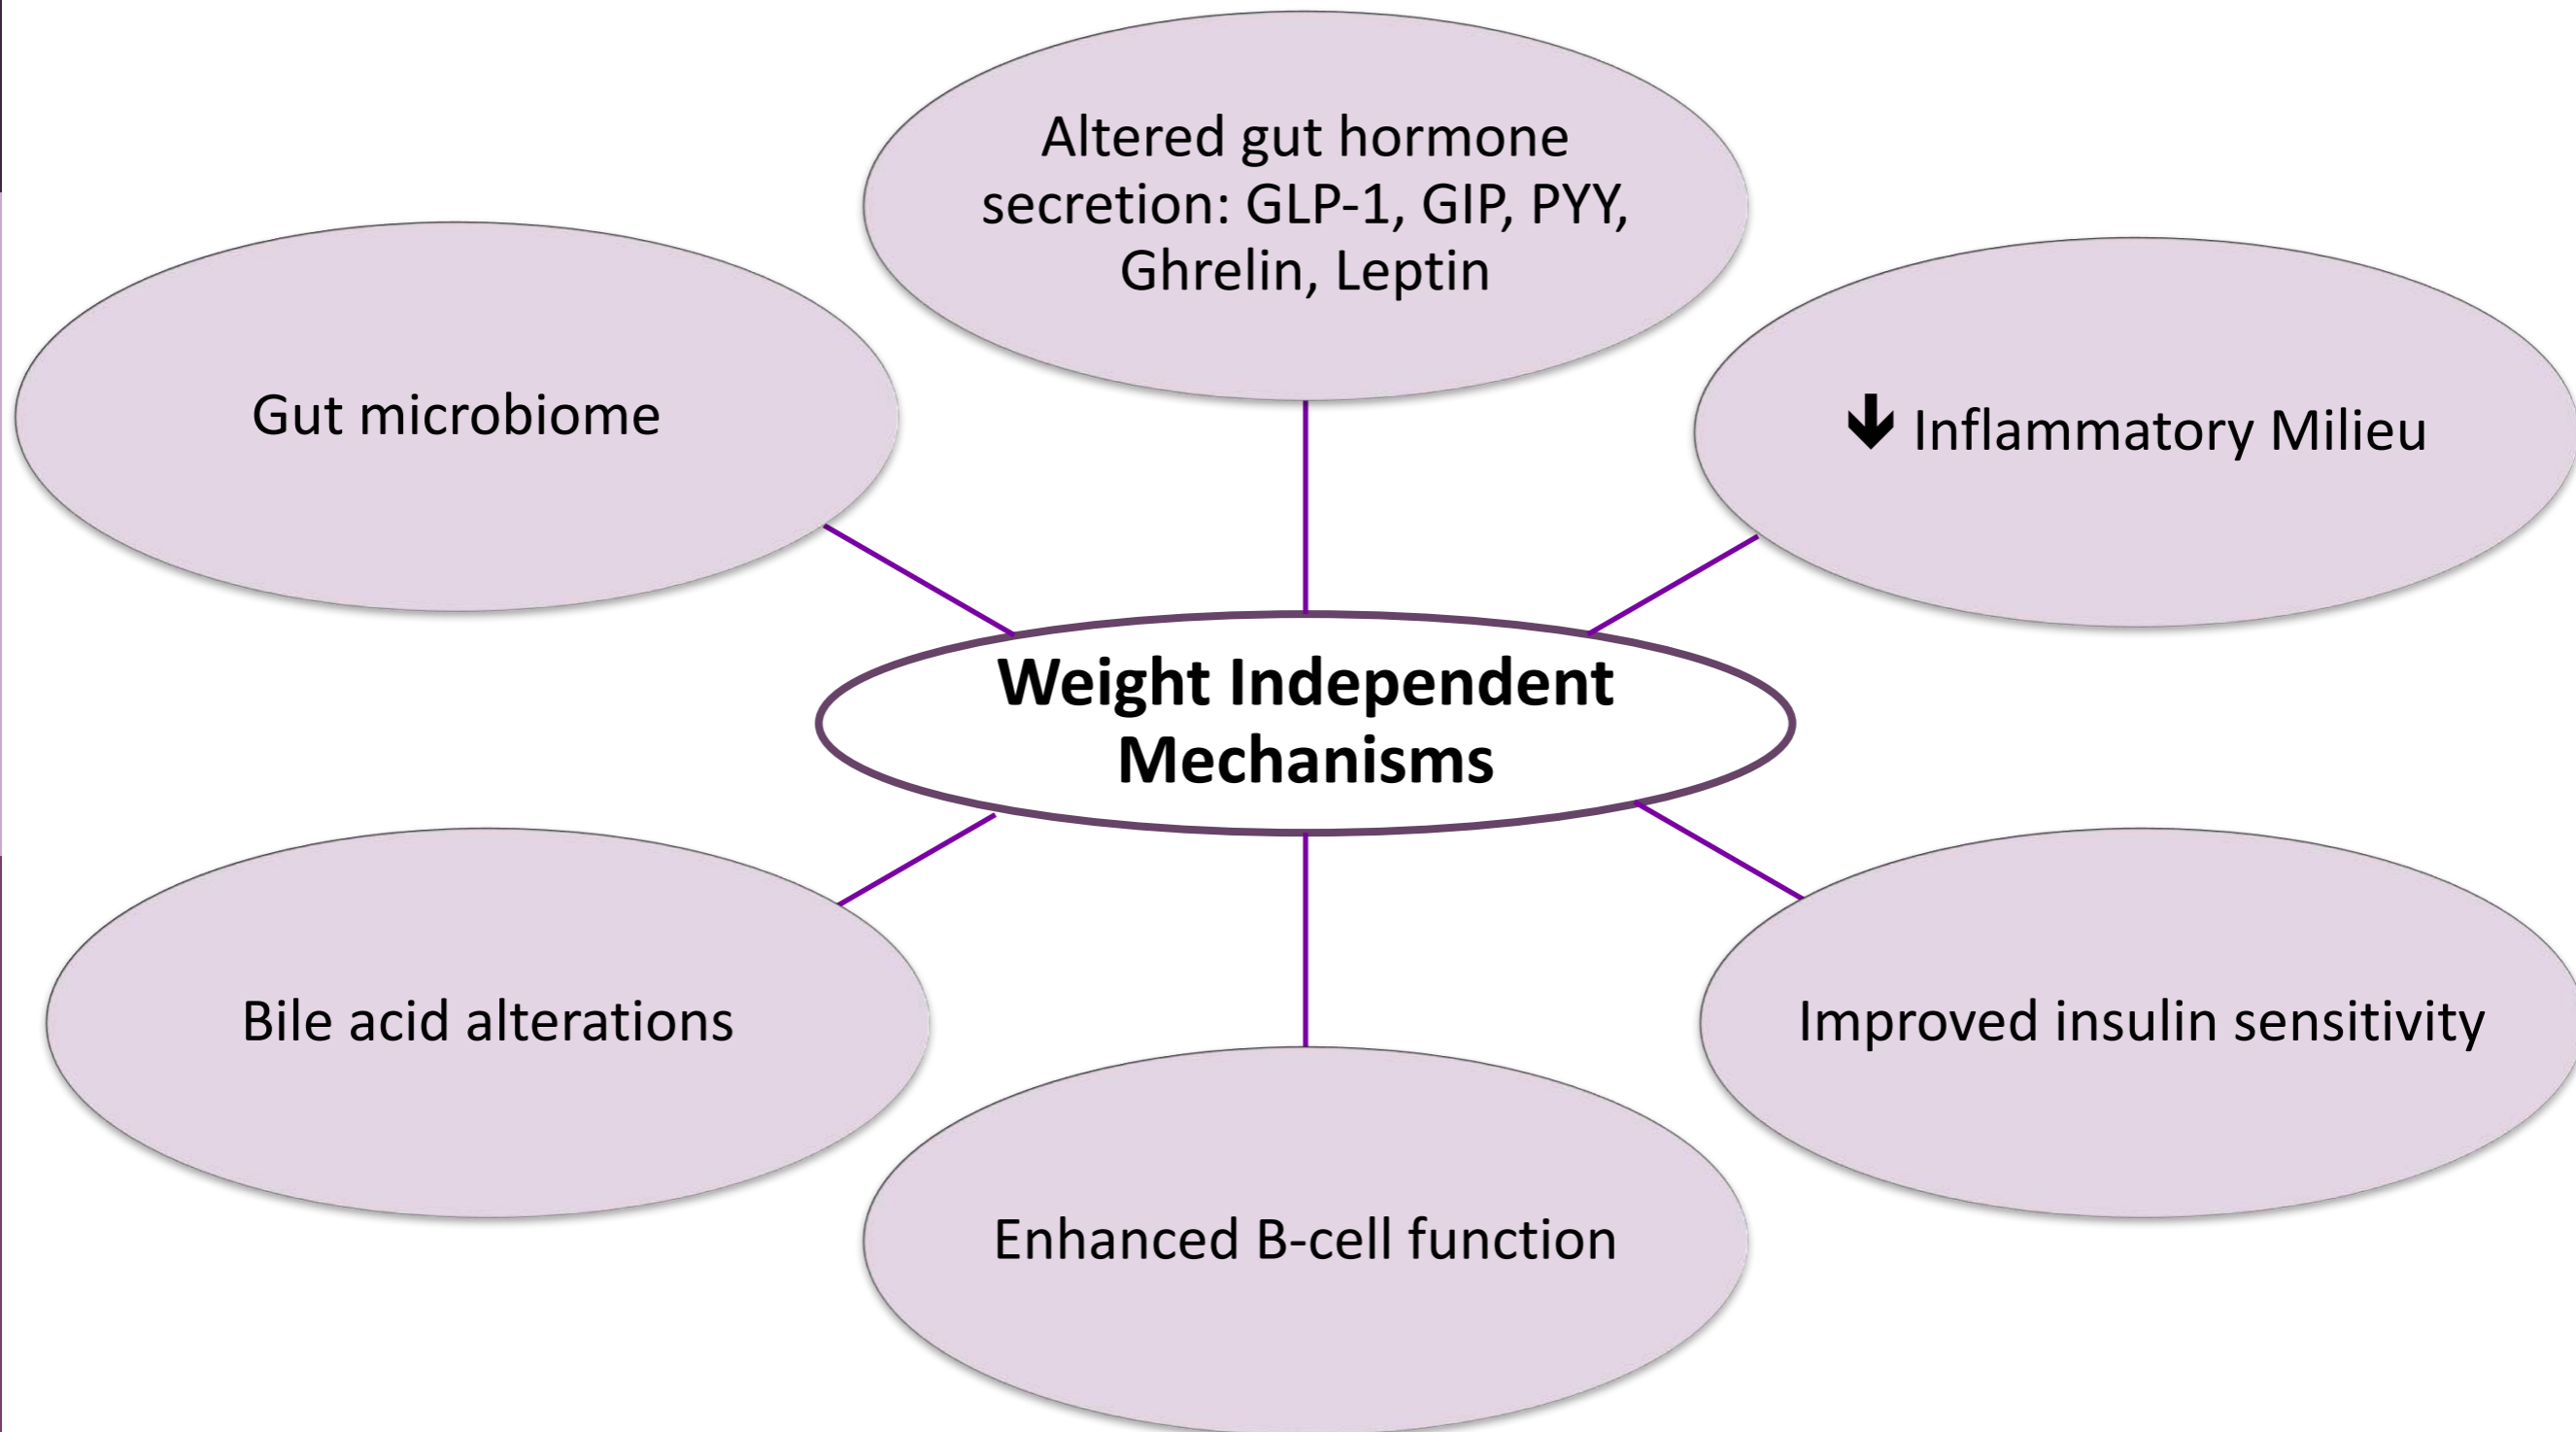 Altered gut hormone
secretion: GLP-1, GIP, PYY,
Ghrelin, Leptin
Gut microbiome
🡻 Inflammatory Milieu
Weight Independent
Mechanisms
Bile acid alterations
Improved insulin sensitivity
Enhanced B-cell function